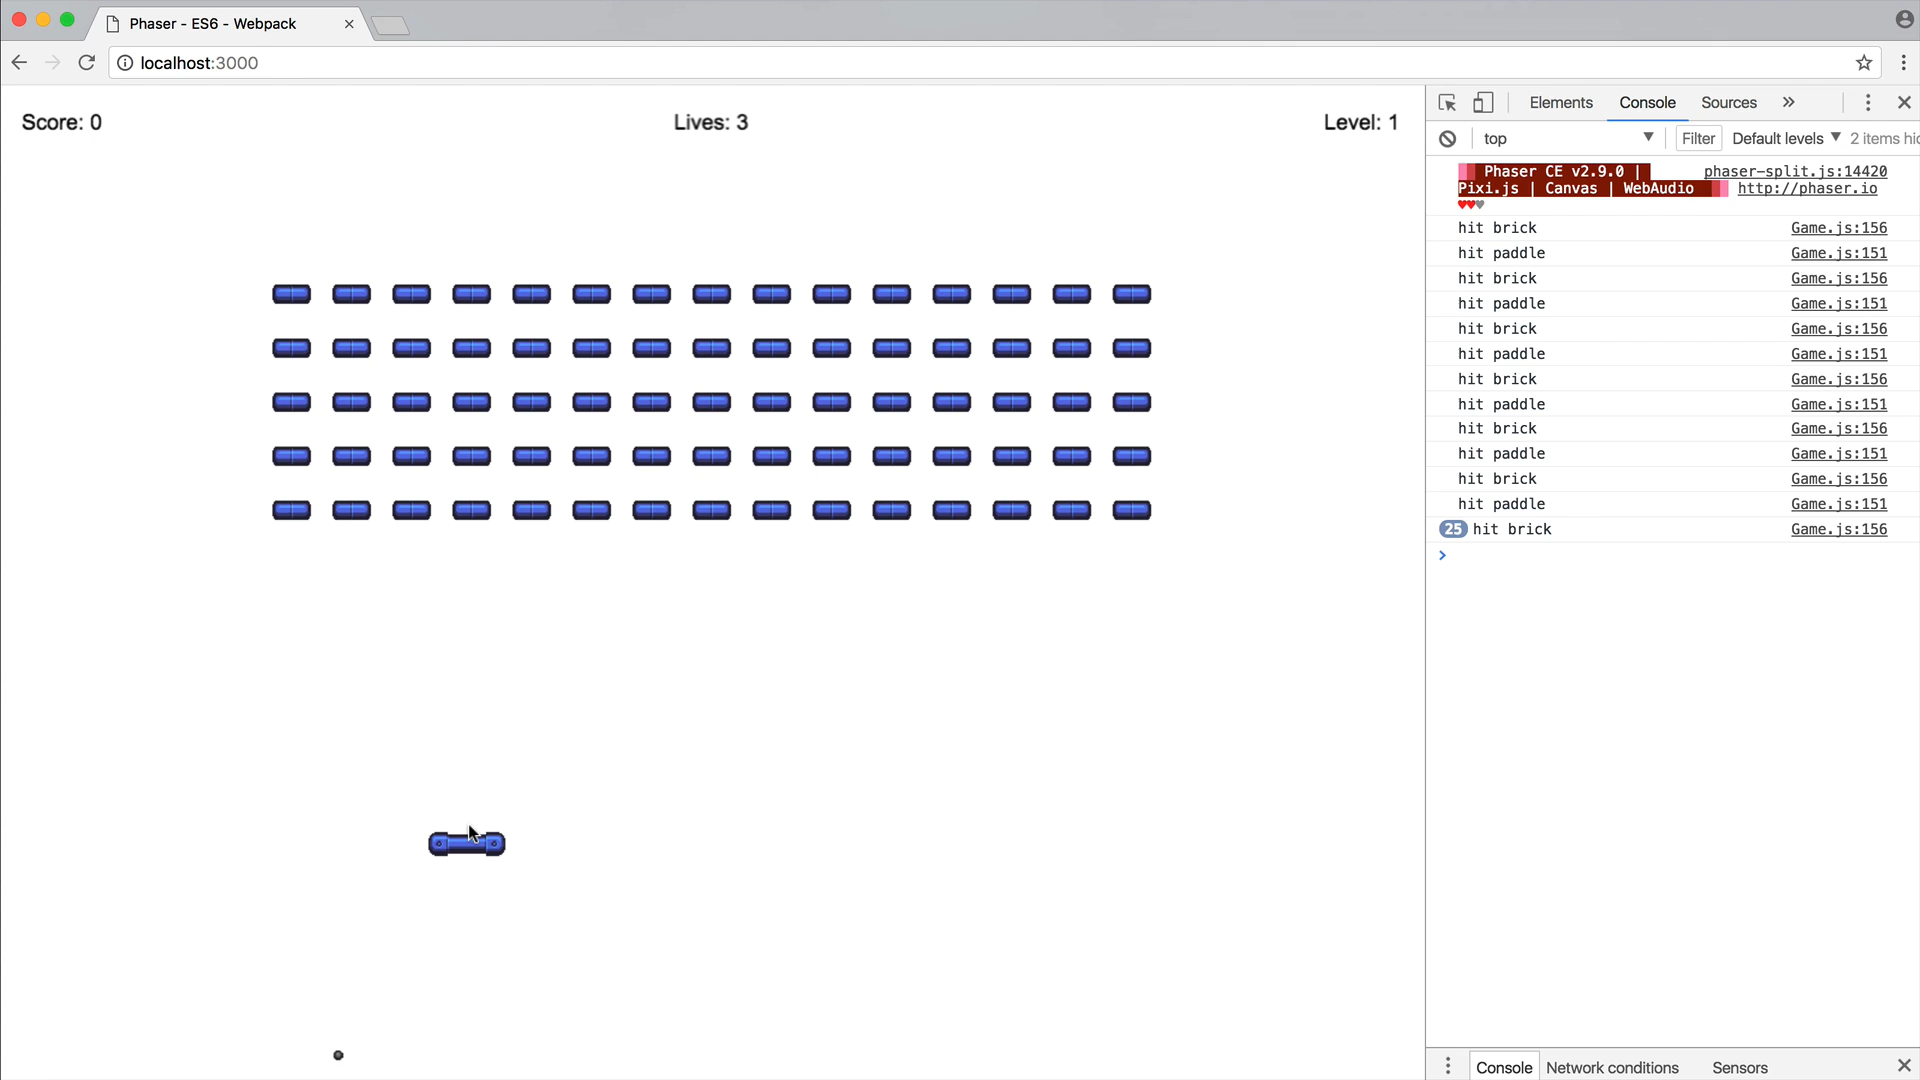 Phaser - ES6 - Webpack
localhost:3000
Score: 0
Lives: 3
Level: 1
Elements Console Sources »
top Filter Default levels 2 items hid
Phaser CE v2.9.0 | phaser-split.js:14420
Pixi.js | Canvas | WebAudio http://phaser.io
♥♥♥
hit brick Game.js:156
hit paddle Game.js:151
hit brick Game.js:156
hit paddle Game.js:151
hit brick Game.js:156
hit paddle Game.js:151
hit brick Game.js:156
hit paddle Game.js:151
hit brick Game.js:156
hit paddle Game.js:151
hit brick Game.js:156
hit paddle Game.js:151
25 hit brick Game.js:156
Console Network conditions Sensors